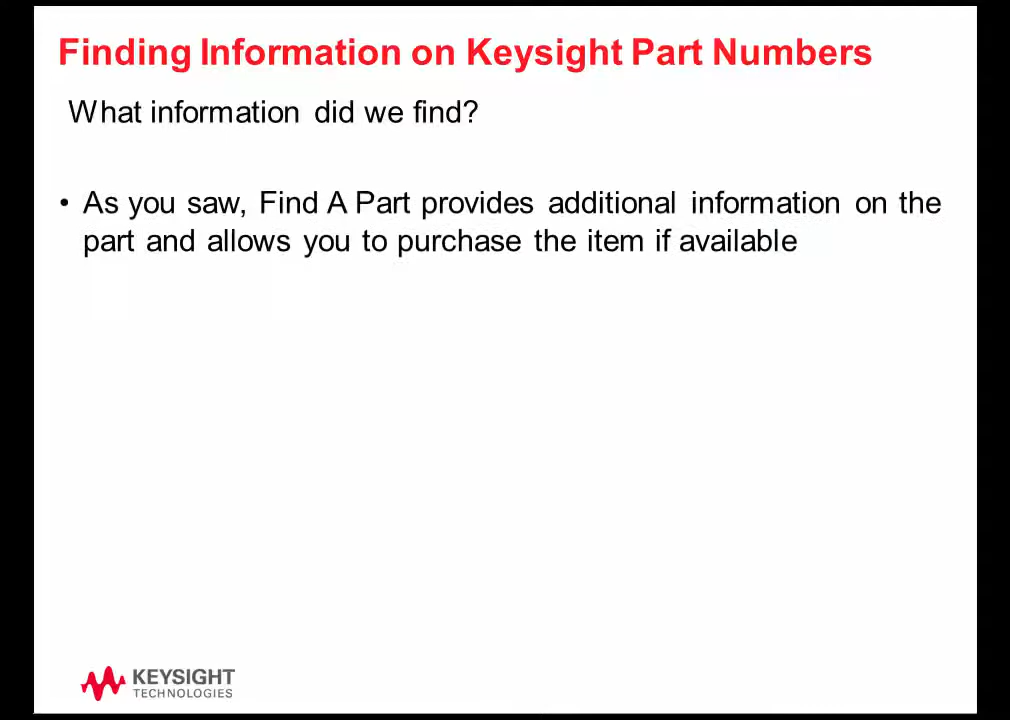 Finding Information on Keysight Part Numbers
What information did we find?
• As you saw, Find A Part provides additional information on the
part and allows you to purchase the item if available
KEYSIGHT
TECHNOLOGIES